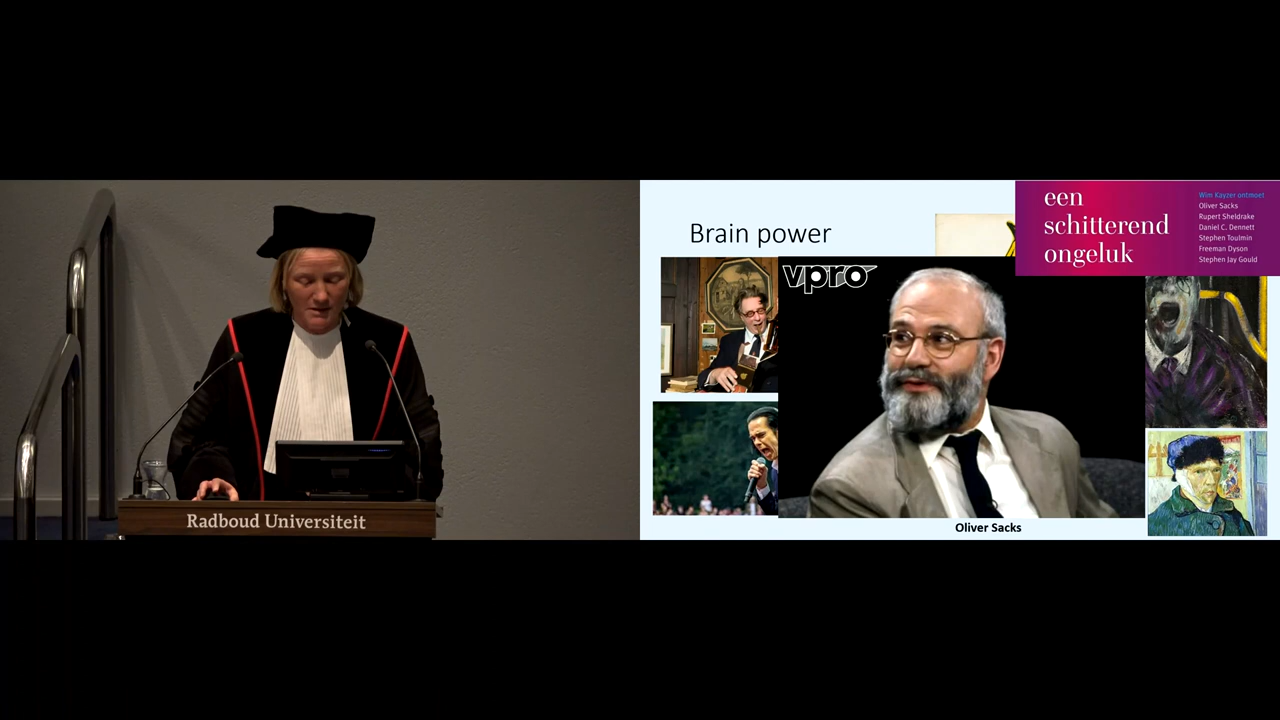 Radboud Universiteit
Brain power
vpro
een
schitterend
ongeluk
Wim Kayzer ontmoet
Oliver Sacks
Rupert Sheldrake
Daniel C. Dennett
Stephen Toulmin
Freeman Dyson
Stephen Jay Gould
Oliver Sacks